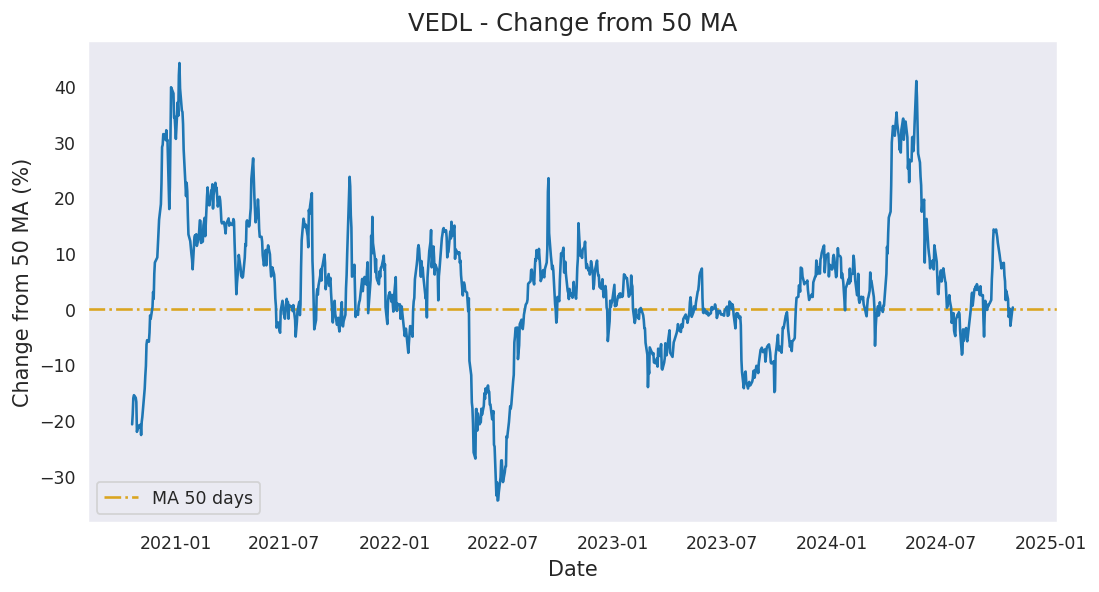 VEDL - Change from 50 MA
Change from 50 MA (%)
40
30
20
10
0
−10
−20
−30
MA 50 days
2021-01 2021-07 2022-01 2022-07 2023-01 2023-07 2024-01 2024-07 2025-01
Date